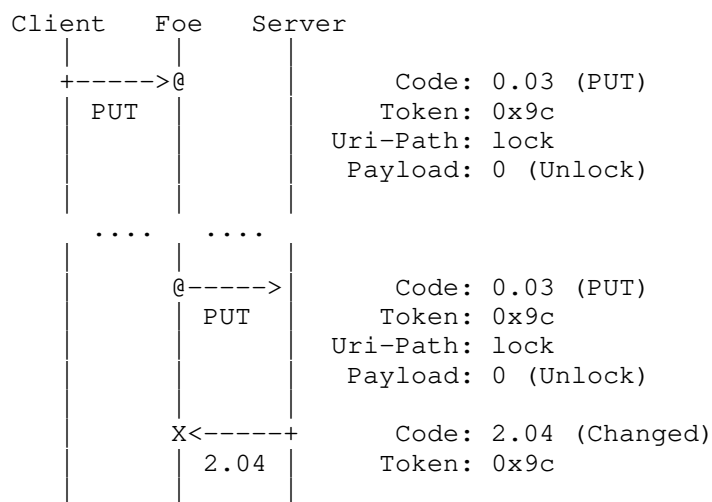 Client Foe Server
+----->@ Code: 0.03 (PUT)
PUT Token: 0x9c
Uri-Path: lock
Payload: 0 (Unlock)
.... ....
@-----> Code: 0.03 (PUT)
PUT Token: 0x9c
Uri-Path: lock
Payload: 0 (Unlock)
X<-----+ Code: 2.04 (Changed)
2.04 Token: 0x9c